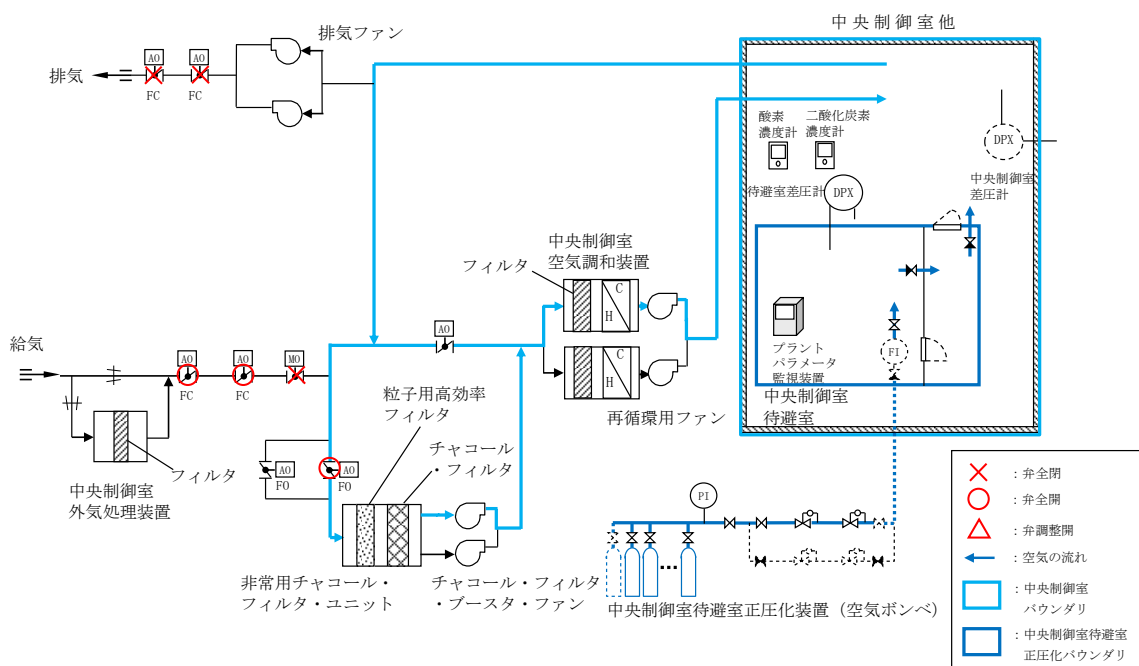 中央制御室他
排気ファン
AO
AO
排気
FC
FC
酸素
濃度計
二酸化炭素
濃度計
DPX
中央制御室
差圧計
待避室差圧計
DPX
中央制御室
空気調和装置
フィルタ
C
H
C
H
再循環用ファン
AO
給気
AO
AO
MO
FC
FC
フィルタ
中央制御室
外気処理装置
粒子用高効率
フィルタ
チャコール
・フィルタ
AO
FO
AO
FO
非常用チャコール・
フィルタ・ユニット
チャコール・フィルタ
・ブースタ・ファン
プラント
パラメータ
監視装置
FI
中央制御室
待避室
PI
中央制御室待避室正圧化装置（空気ボンベ）
：弁全閉
：弁全開
：弁調整開
：空気の流れ
：中央制御室
バウンダリ
：中央制御室待避室
正圧化バウンダリ